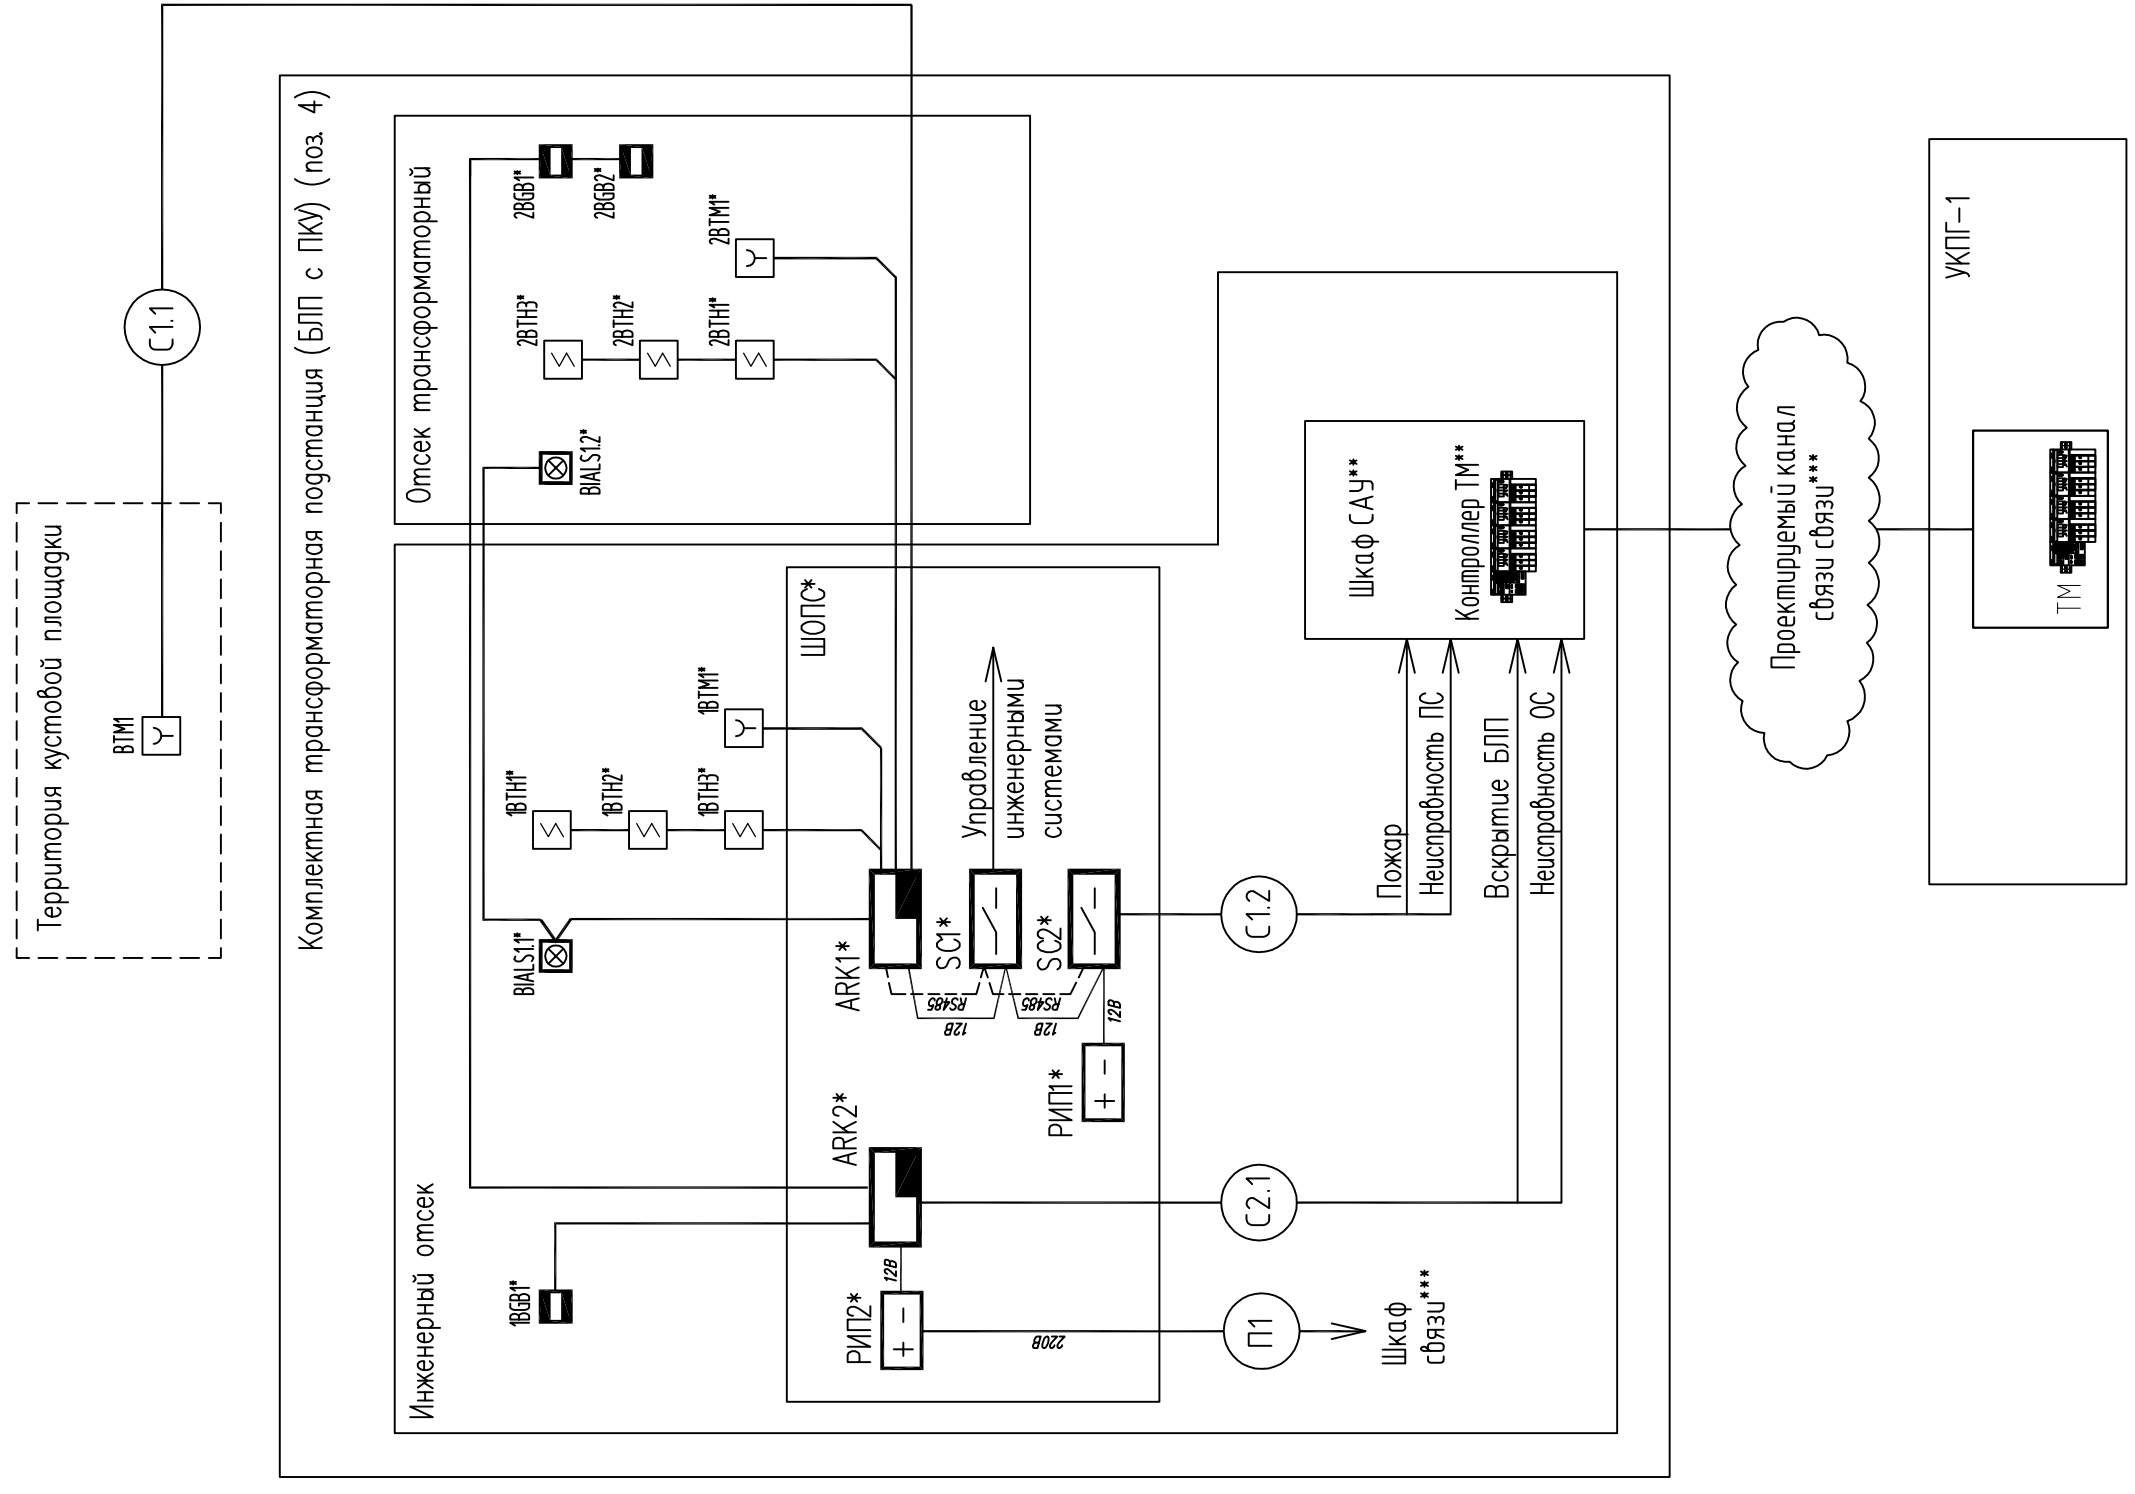 Территория кустовой площадки
BTM1
C1.1
Комплектная трансформаторная подстанция (БЛП с ПКУ) (поз. 4)
Отсек трансформаторный
2BGB1*
2BGB2*
2BTM1*
2BTH3*
2BTH2*
2BTH1*
BIALS1.2*
Инженерный отсек
1BGB1*
BIALS1.1*
1BTH1*
1BTH2*
1BTH3*
1BTM1*
ШОПС*
ARK1*
SC1*
SC2*
RS485
12В
RS485
12В
12В
РИП1*
ARK2*
12В
РИП2*
220В
Управление
инженерными
системами
C1.2
C2.1
П1
Шкаф
связи***
Пожар
Неисправность ПС
Вскрытие БЛП
Неисправность ОС
Шкаф САУ**
Контроллер ТМ**
Проектируемый канал
связи связи***
УКПГ-1
ТМ